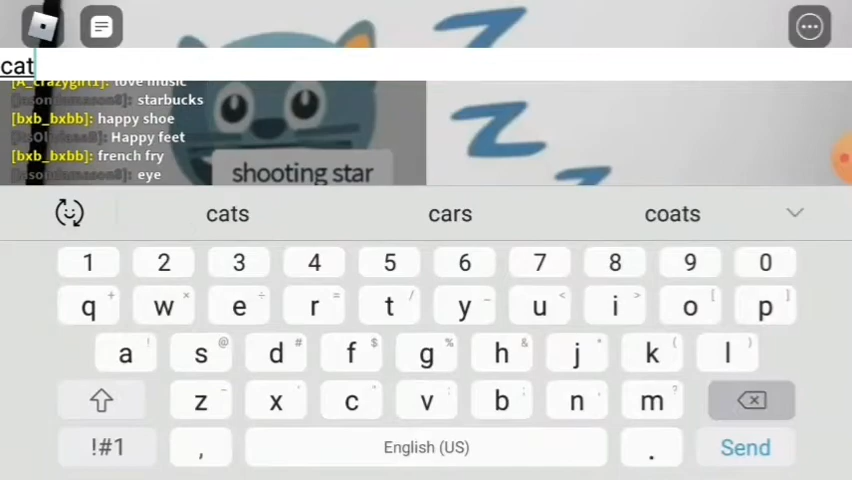 cat
[A_crazygirl1]: love music
starbucks
[bxb_bxbb]: happy shoe
Happy feet
[bxb_bxbb]: french fry
eye
shooting star
Z
Z
Z
cats cars coats
1 2 3 4 5 6 7 8 9 0
q + w × e ÷ r = t / y _ u < i > o [ p ]
a ! s @ d # f $ g % h & j * k ( l )
z - x ' c " v : b ; n , m ?
!#1 , English (US) . Send